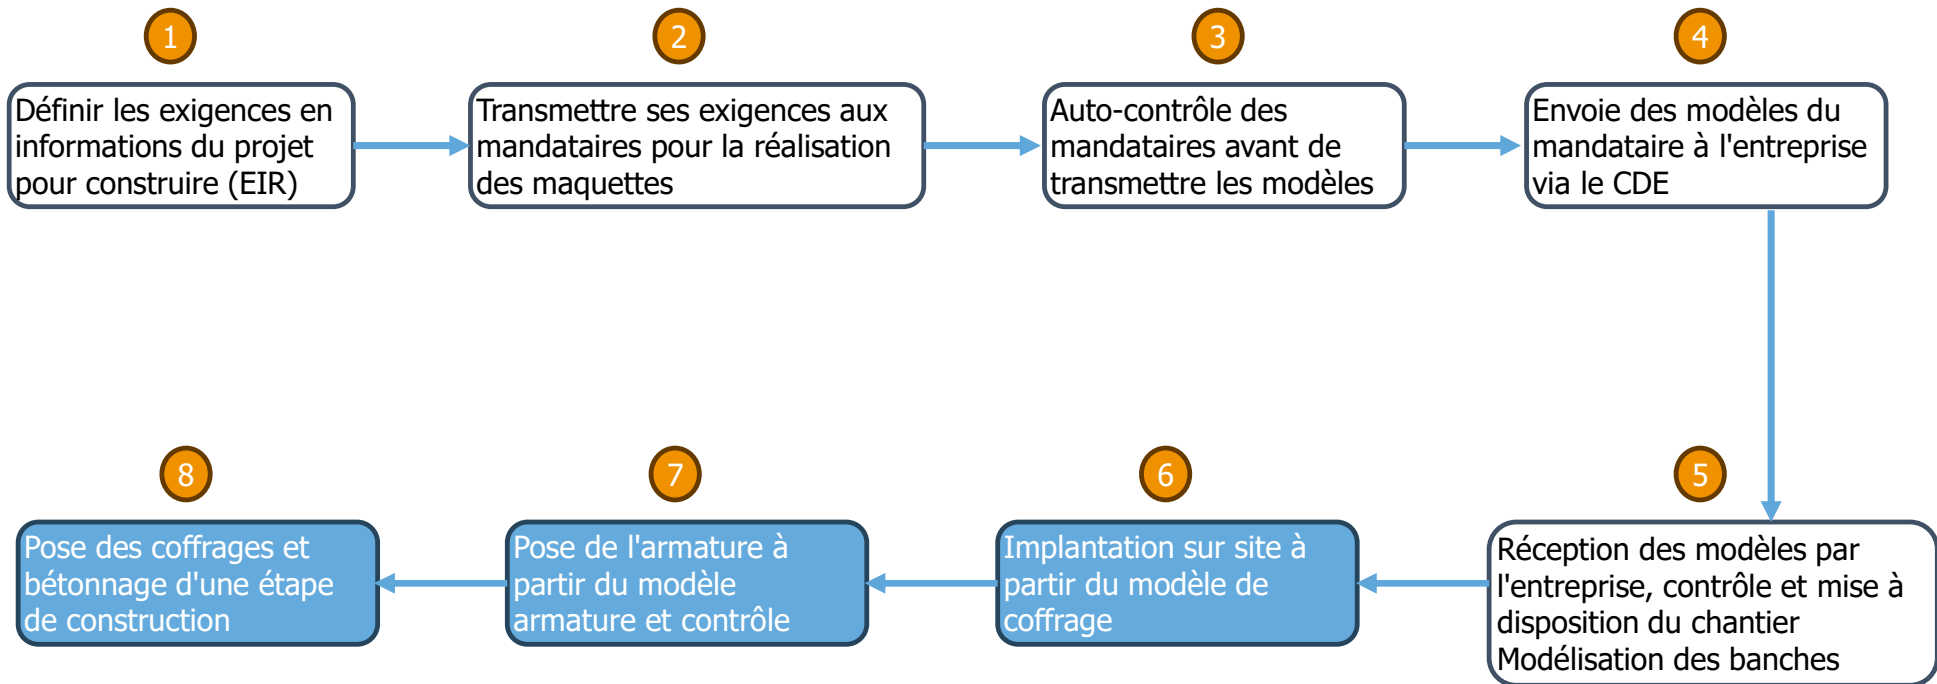 1
Définir les exigences en
informations du projet
pour construire (EIR)
2
Transmettre ses exigences aux
mandataires pour la réalisation
des maquettes
3
Auto-contrôle des
mandataires avant de
transmettre les modèles
4
Envoie des modèles du
mandataire à l'entreprise
via le CDE
5
Réception des modèles par
l'entreprise, contrôle et mise à
disposition du chantier
Modélisation des banches
6
Implantation sur site à
partir du modèle de
coffrage
7
Pose de l'armature à
partir du modèle
armature et contrôle
8
Pose des coffrages et
bétonnage d'une étape
de construction